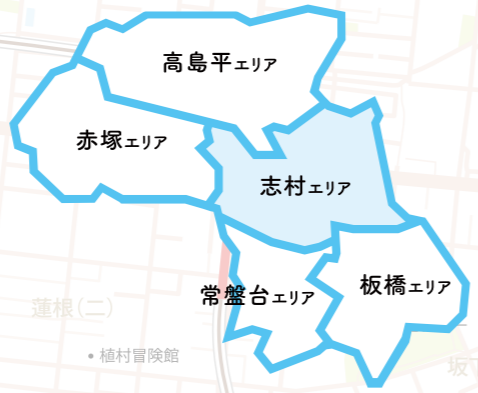 高島平エリア
赤塚エリア
志村エリア
常盤台エリア
板橋エリア
蓮根(二)
植村冒険館
坂下